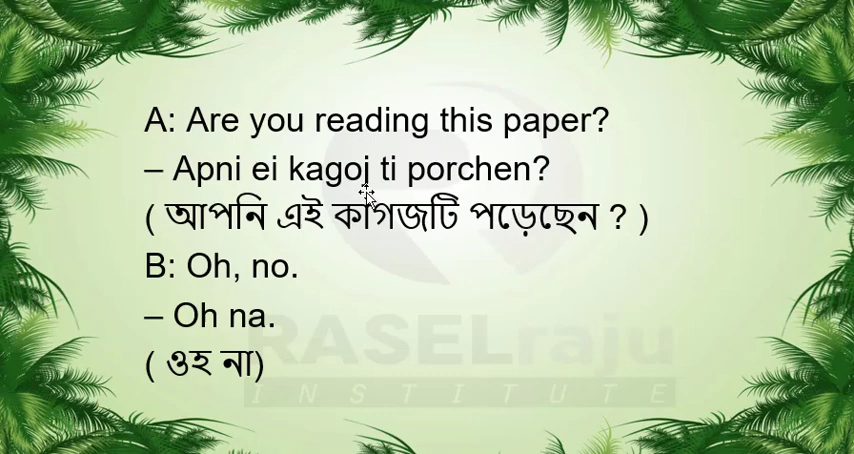 A: Are you reading this paper?
– Apni ei kagoj ti porchen?
( আপনি এই কাগজটি পড়েছেন ? )
B: Oh, no.
– Oh na.
( ওহ না)
RASELraju
INSTITUTE